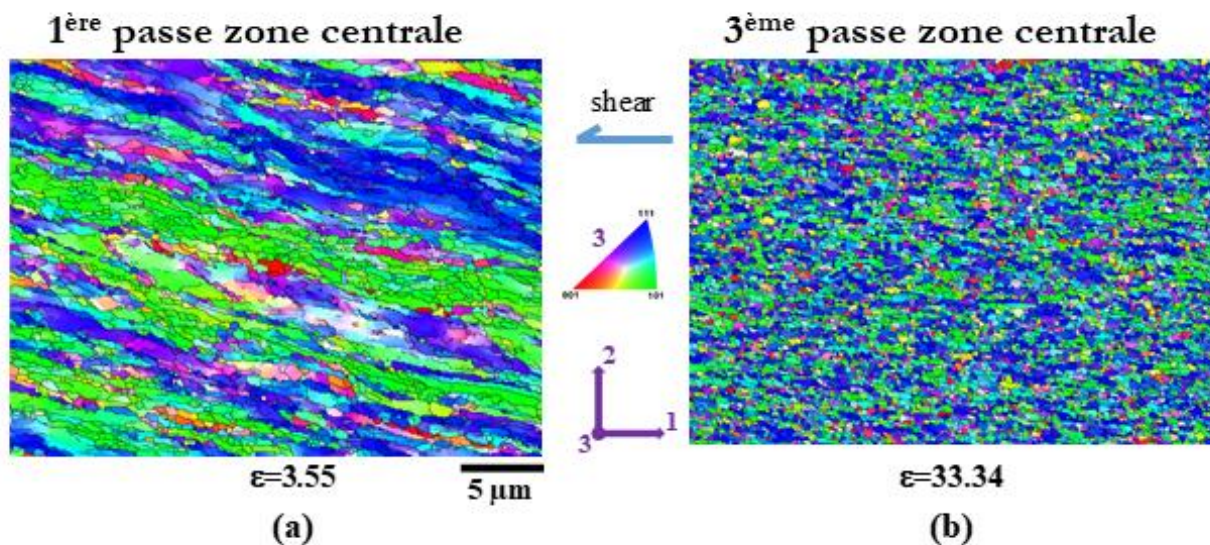 1ère passe zone centrale
3ème passe zone centrale
shear
3
111
001
101
2
3
1
ε=3.55
5 µm
ε=33.34
(a)
(b)